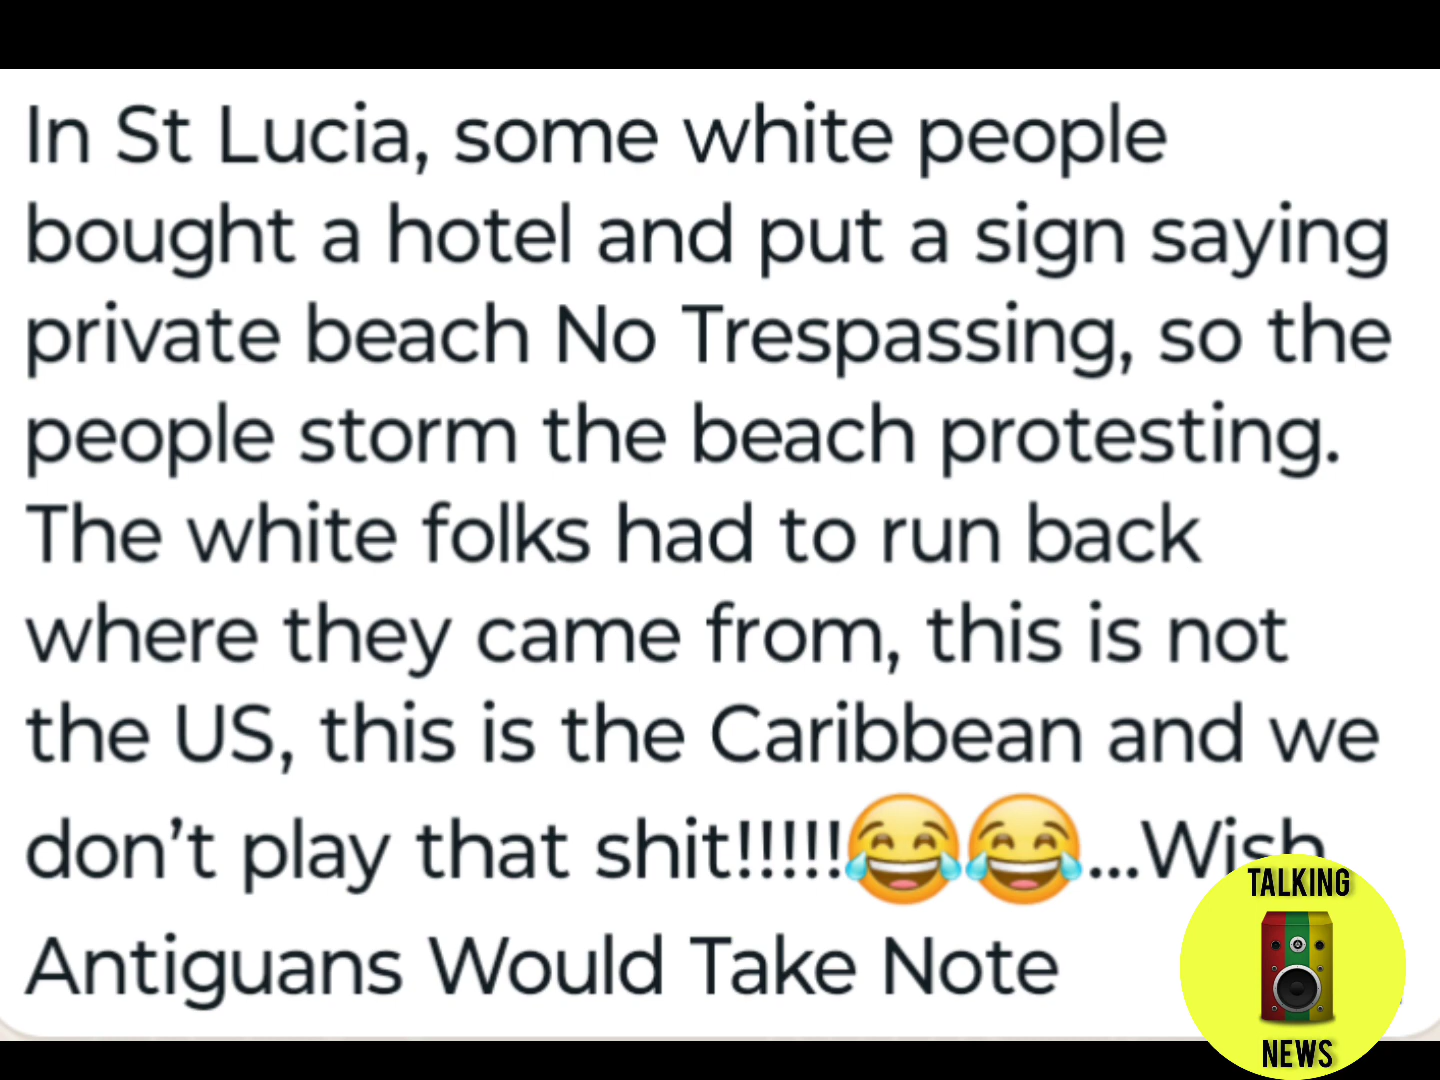 In St Lucia, some white people
bought a hotel and put a sign saying
private beach No Trespassing, so the
people storm the beach protesting.
The white folks had to run back
where they came from, this is not
the US, this is the Caribbean and we
don’t play that shit!!!!!😂😂...Wish
Antiguans Would Take Note
TALKING
NEWS